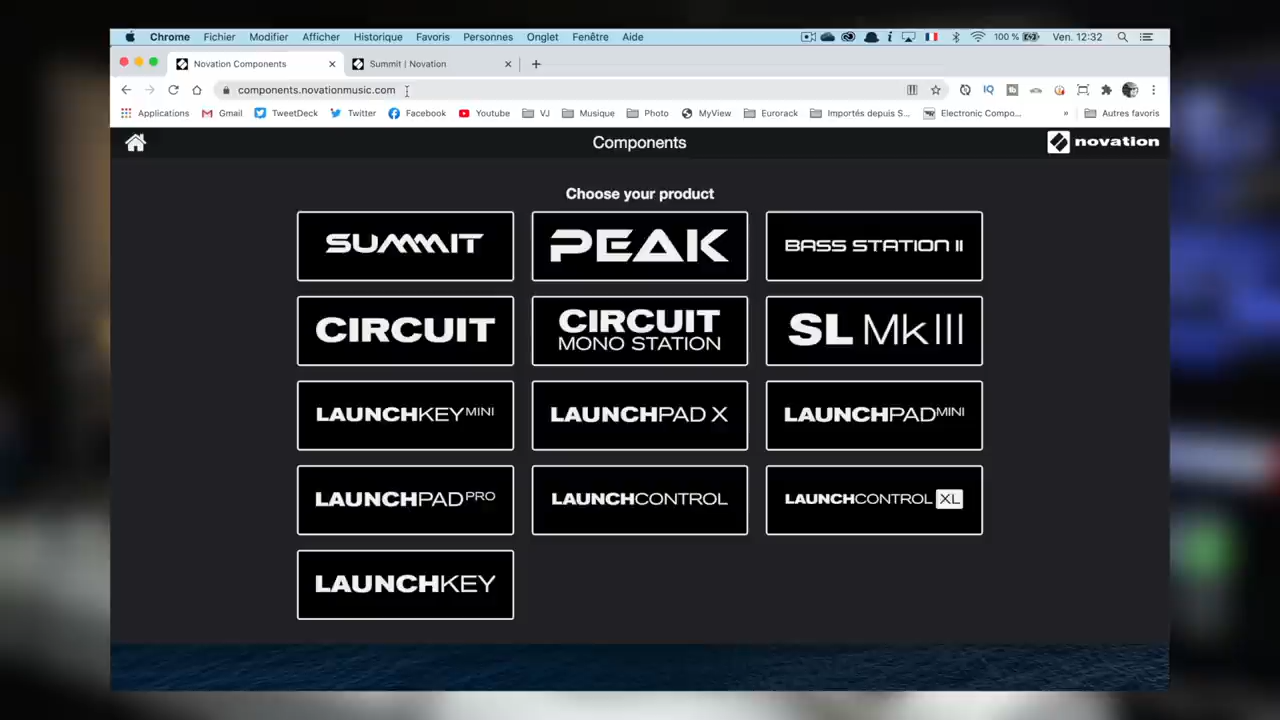 Chrome Fichier Modifier Afficher Historique Favoris Personnes Onglet Fenêtre Aide 100 % Ven. 12:32
Novation Components Summit | Novation
components.novationmusic.com
Applications Gmail TweetDeck Twitter Facebook Youtube VJ Musique Photo MyView Eurorack Importés depuis S... Electronic Compo... » Autres favoris
Components novation
Choose your product
SUMMIT PEAK BASS STATION II
CIRCUIT CIRCUIT MONO STATION SL MkIII
LAUNCHKEY MINI LAUNCHPAD X LAUNCHPAD MINI
LAUNCHPAD PRO LAUNCHCONTROL LAUNCHCONTROL XL
LAUNCHKEY